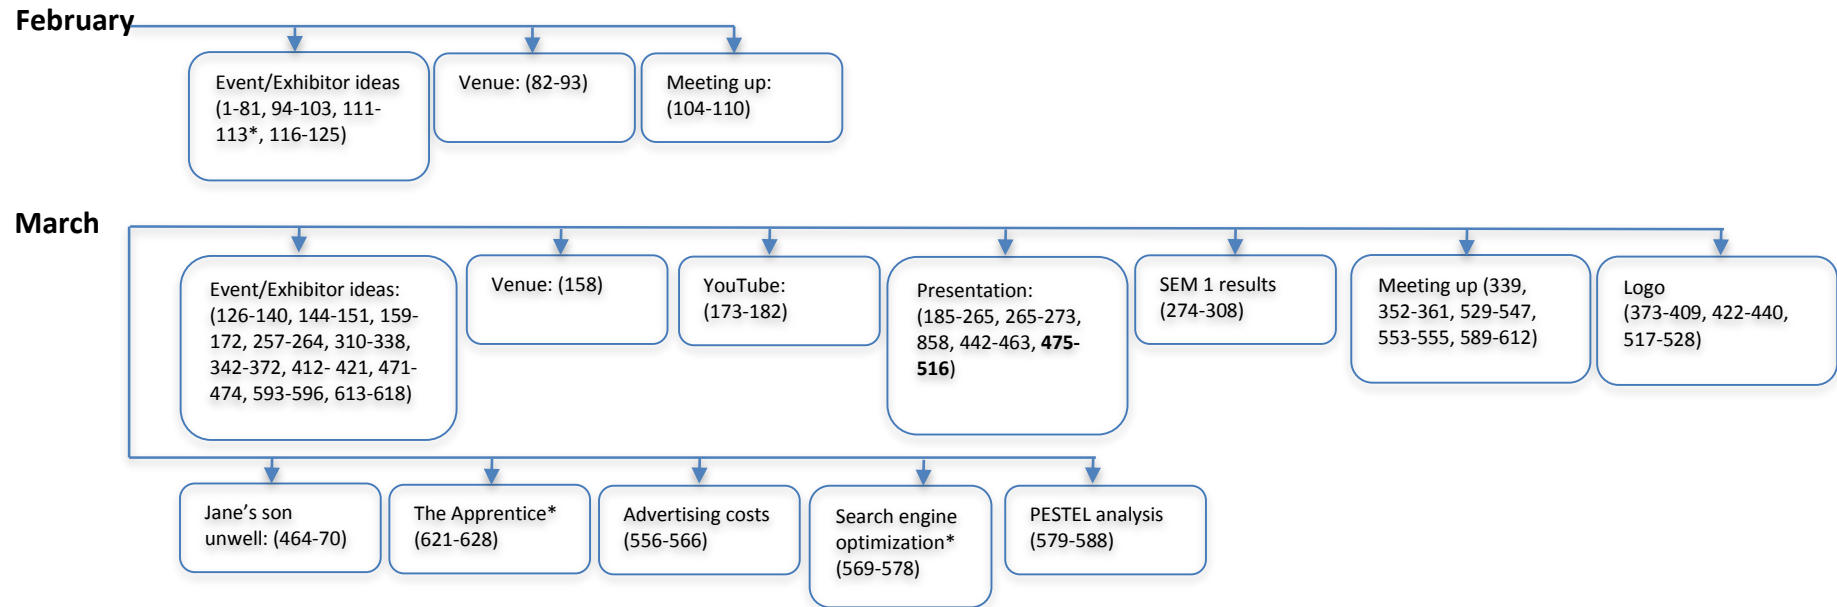 February
Event/Exhibitor ideas
(1-81, 94-103, 111-
113*, 116-125)
Venue: (82-93)
Meeting up:
(104-110)
March
Event/Exhibitor ideas:
(126-140, 144-151, 159-
172, 257-264, 310-338,
342-372, 412- 421, 471-
474, 593-596, 613-618)
Venue: (158)
YouTube:
(173-182)
Presentation:
(185-265, 265-273,
858, 442-463, 475-
516)
SEM 1 results
(274-308)
Meeting up (339,
352-361, 529-547,
553-555, 589-612)
Logo
(373-409, 422-440,
517-528)
Jane’s son
unwell: (464-70)
The Apprentice*
(621-628)
Advertising costs
(556-566)
Search engine
optimization*
(569-578)
PESTEL analysis
(579-588)